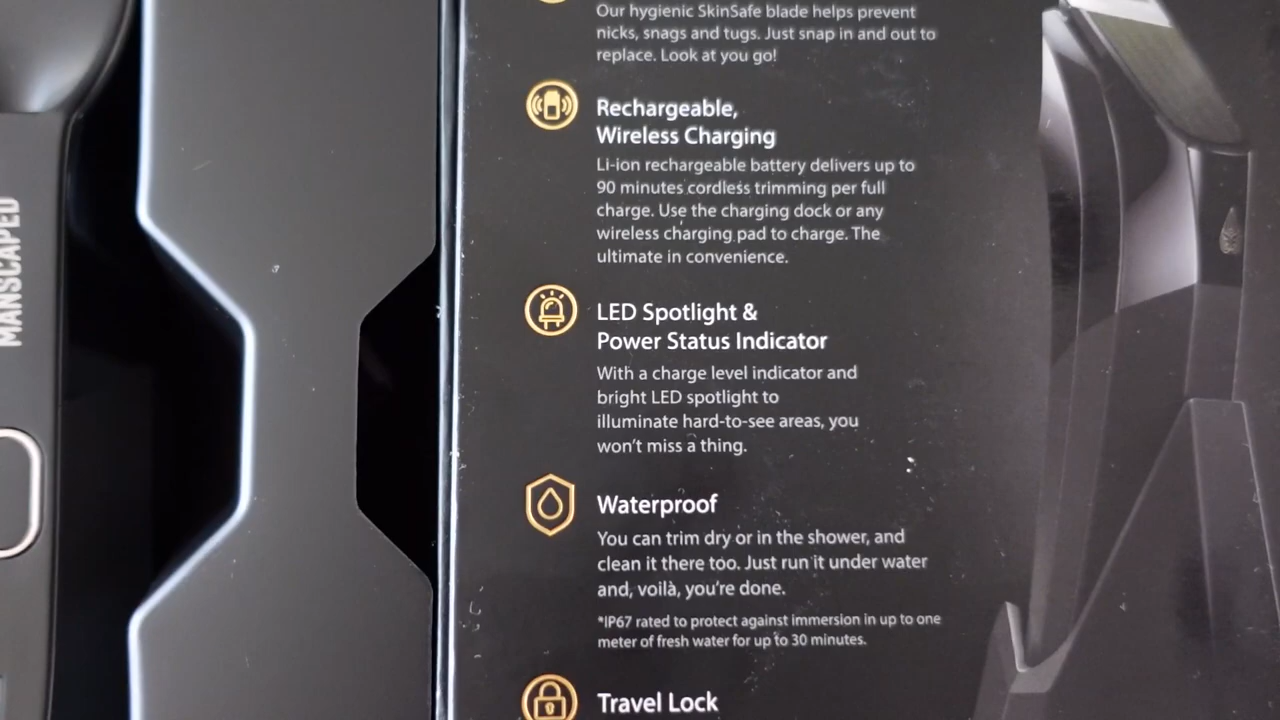 MANSCAPED
Our hygienic SkinSafe blade helps prevent
nicks, snags and tugs. Just snap in and out to
replace. Look at you go!
Rechargeable,
Wireless Charging
Li-ion rechargeable battery delivers up to
90 minutes cordless trimming per full
charge. Use the charging dock or any
wireless charging pad to charge. The
ultimate in convenience.
LED Spotlight &
Power Status Indicator
With a charge level indicator and
bright LED spotlight to
illuminate hard-to-see areas, you
won't miss a thing.
Waterproof
You can trim dry or in the shower, and
clean it there too. Just run it under water
and, voilà, you're done.
*IP67 rated to protect against immersion in up to one
meter of fresh water for up to 30 minutes.
Travel Lock